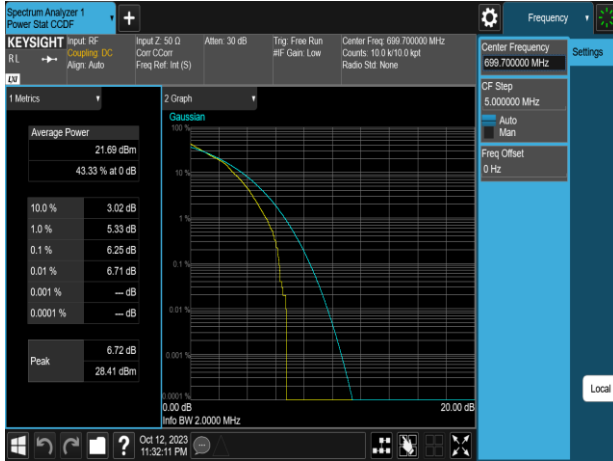 Spectrum Analyzer 1
Power Stat CCDF
+
Frequency
KEYSIGHT
RL
LXI
Input: RF
Coupling: DC
Align: Auto
Input Z: 50 Ω
Corr CCorr
Freq Ref: Int (S)
Atten: 30 dB
Trig: Free Run
#IF Gain: Low
Center Freq: 699.700000 MHz
Counts: 10.0 k/10.0 kpt
Radio Std: None
Center Frequency
699.700000 MHz
Settings
CF Step
5.000000 MHz
Auto
Man
Freq Offset
0 Hz
1 Metrics
Average Power
21.69 dBm
43.33 % at 0 dB
10.0 % 3.02 dB
1.0 % 5.33 dB
0.1 % 6.25 dB
0.01 % 6.71 dB
0.001 % --- dB
0.0001 % --- dB
Peak
6.72 dB
28.41 dBm
2 Graph
Gaussian
100 %
10 %
1 %
0.1 %
0.01 %
0.001 %
0.0001 %
0.00 dB 20.00 dB
Info BW 2.0000 MHz
Local
?
Oct 12, 2023
11:32:11 PM